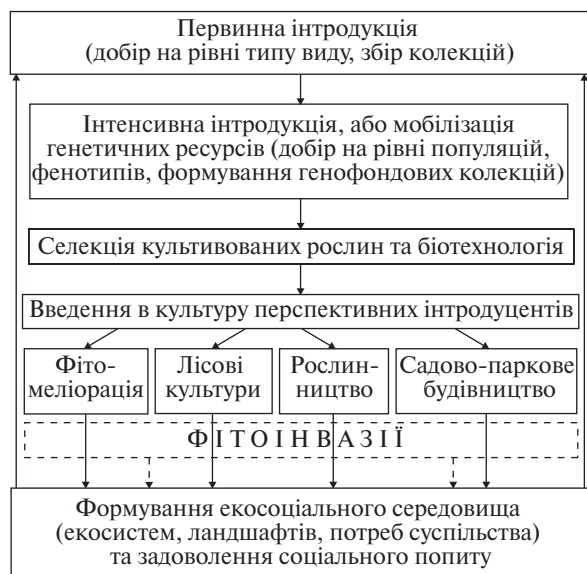 Первинна інтродукція
(добір на рівні типу виду, збір колекцій)
Інтенсивна інтродукція, або мобілізація
генетичних ресурсів (добір на рівні популяцій,
фенотипів, формування генофондових колекцій)
Селекція культивованих рослин та біотехнологія
Введення в культуру перспективних інтродуцентів
Фіто-
меліорація
Лісові
культури
Рослин-
ництво
Садово-паркове
будівництво
ФІТОІНВАЗІЇ
Формування екосоціального середовища
(екосистем, ландшафтів, потреб суспільства)
та задоволення соціального попиту